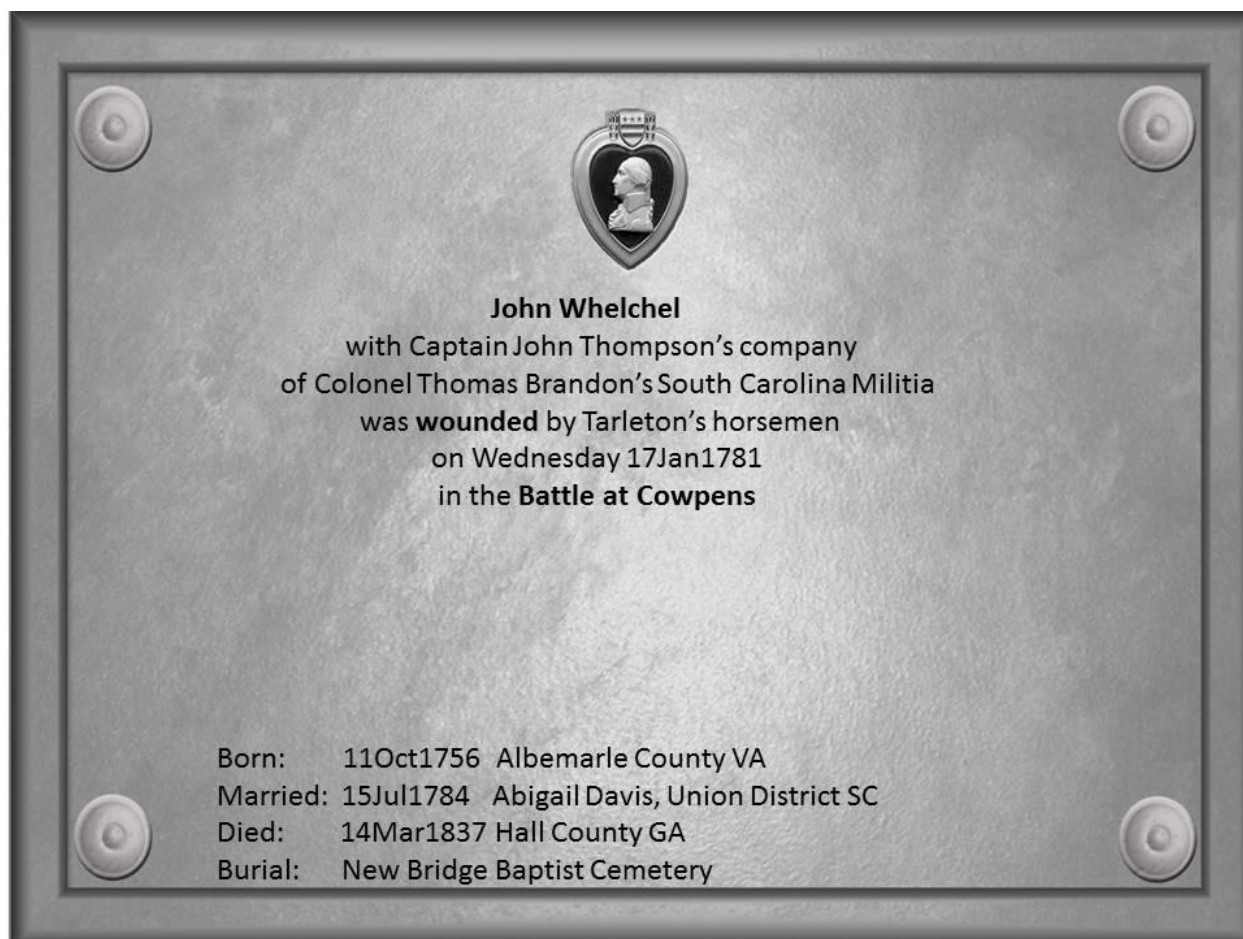 John Whelchel
with Captain John Thompson's company
of Colonel Thomas Brandon's South Carolina Militia
was wounded by Tarleton's horsemen
on Wednesday 17Jan1781
in the Battle at Cowpens
Born: 11Oct1756 Albemarle County VA
Married: 15Jul1784 Abigail Davis, Union District SC
Died: 14Mar1837 Hall County GA
Burial: New Bridge Baptist Cemetery